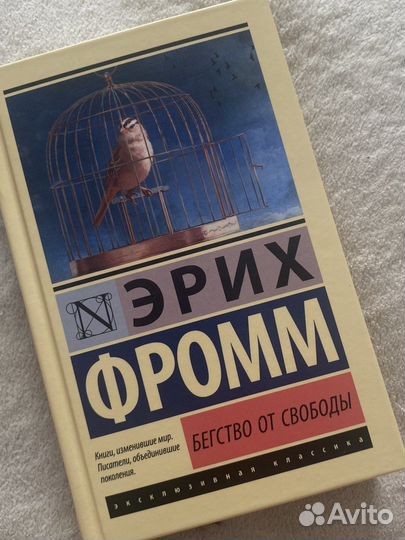 N
ЭРИХ
ФРОММ
БЕГСТВО ОТ СВОБОДЫ
Книги, изменившие мир.
Писатели, объединившие
поколения.
эксклюзивная классика
Avito